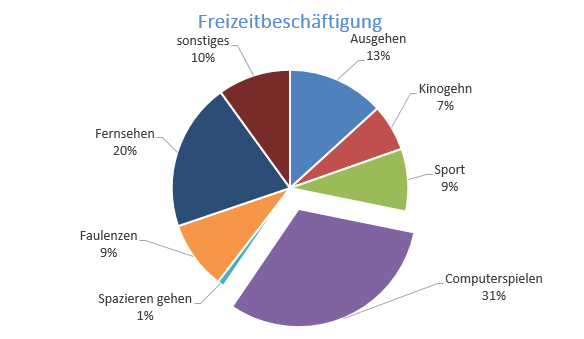 Freizeitbeschäftigung
Ausgehen
13%
Kinogehn
7%
Sport
9%
Computerspielen
31%
Spazieren gehen
1%
Faulenzen
9%
Fernsehen
20%
sonstiges
10%